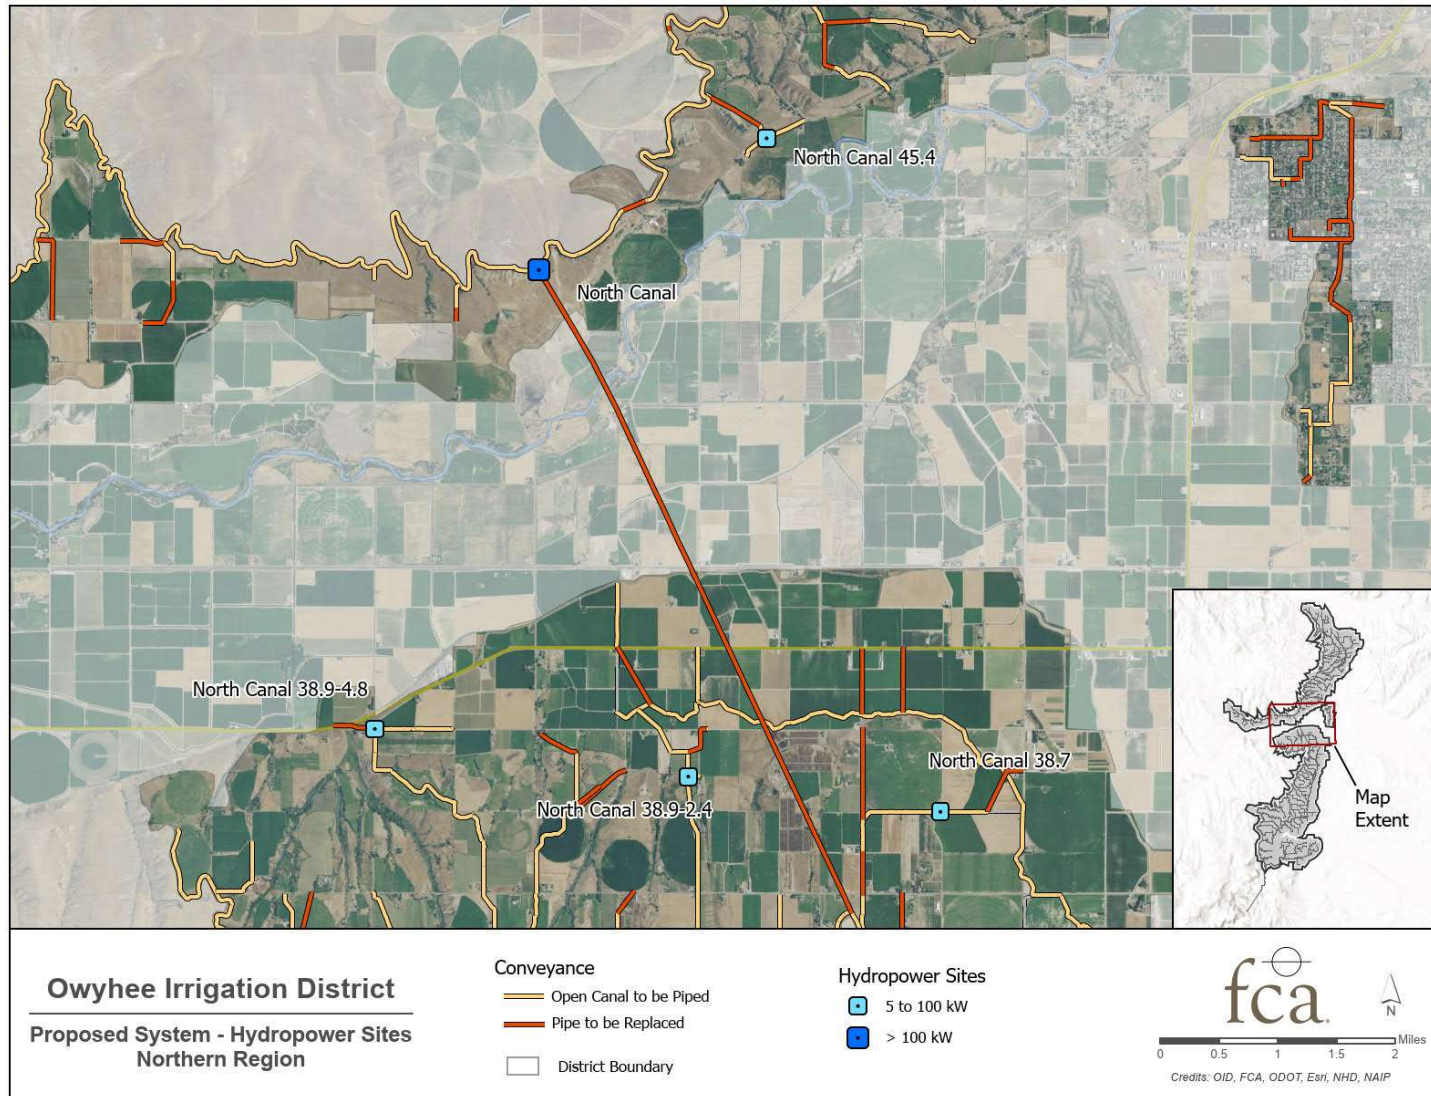 North Canal 45.4
North Canal
North Canal 38.9-4.8
North Canal 38.7
North Canal 38.9-2.4
Map
Extent
Owyhee Irrigation District
Proposed System - Hydropower Sites
Northern Region
Conveyance
Open Canal to be Piped
Pipe to be Replaced
District Boundary
Hydropower Sites
5 to 100 kW
> 100 kW
fca
N
Miles
0 0.5 1 1.5 2
Credits: OID, FCA, ODOT, Esri, NHD, NAIP